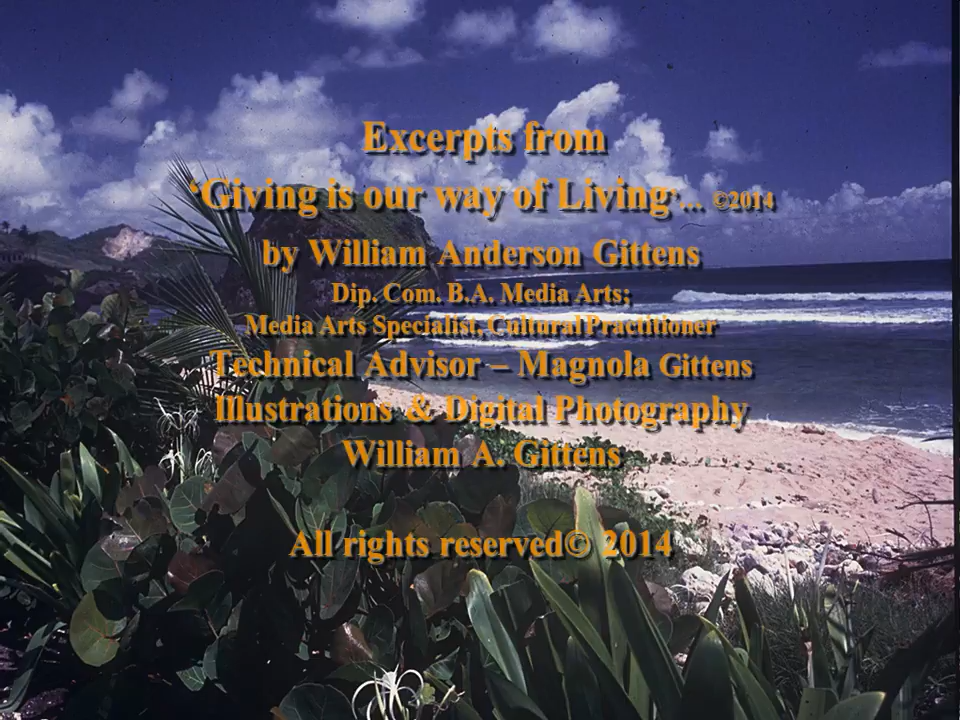 Excerpts from
‘Giving is our way of Living’… ©2014
by William Anderson Gittens
Dip. Com. B.A. Media Arts;
Media Arts Specialist, Cultural Practitioner
Technical Advisor – Magnola Gittens
Illustrations & Digital Photography
William A. Gittens
All rights reserved© 2014